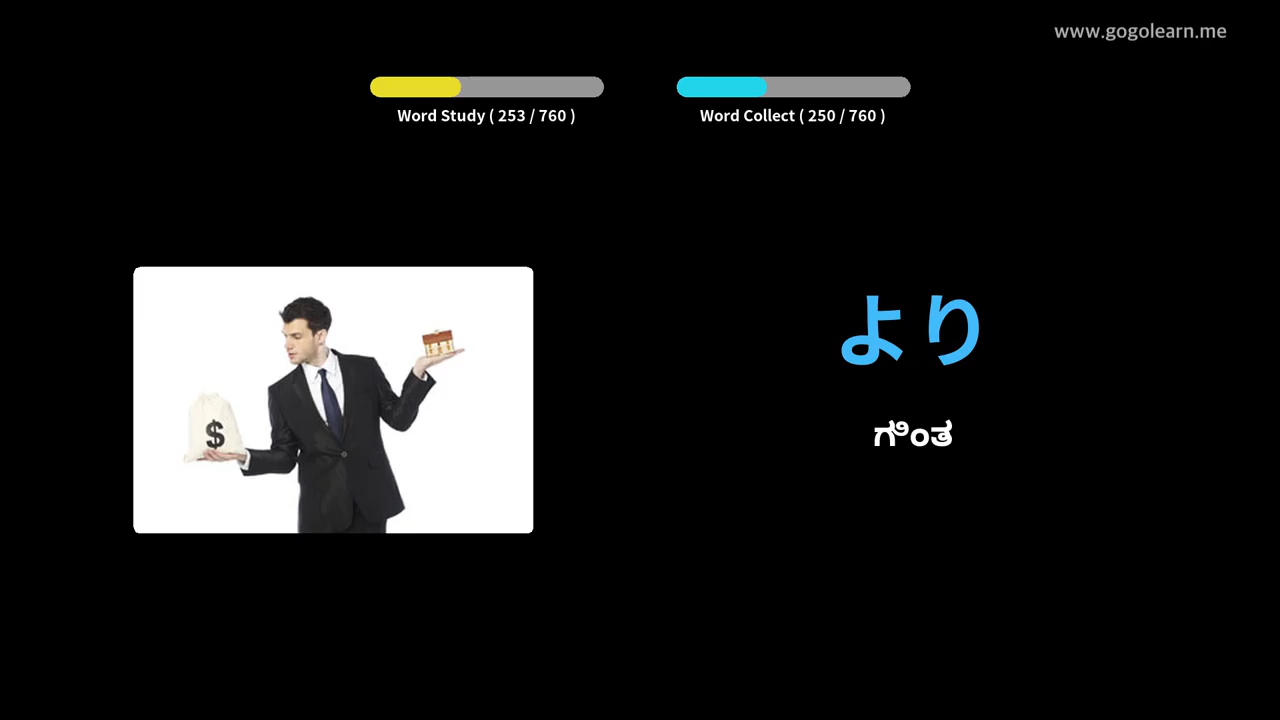 www.gogolearn.me
Word Study ( 253 / 760 )
Word Collect ( 250 / 760 )
$
より
ಗಿಂತ